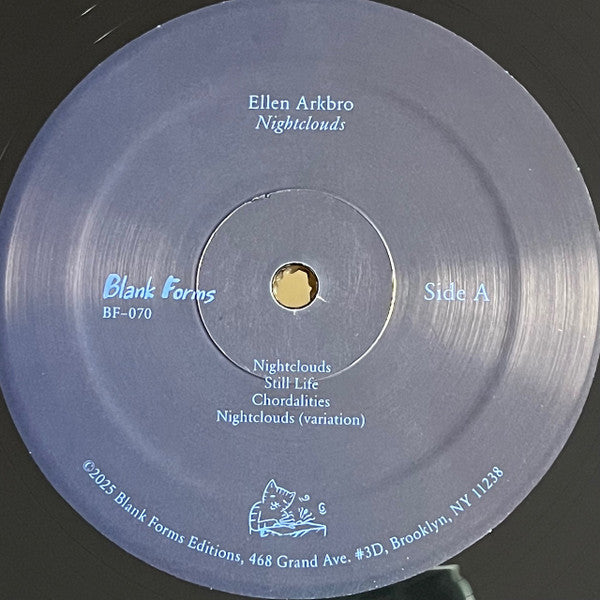 Ellen Arkbro
Nightclouds
Blank Forms
BF-070
Side A
Nightclouds
Still Life
Chordalities
Nightclouds (variation)
©2025 Blank Forms Editions, 468 Grand Ave. #3D, Brooklyn, NY 11238